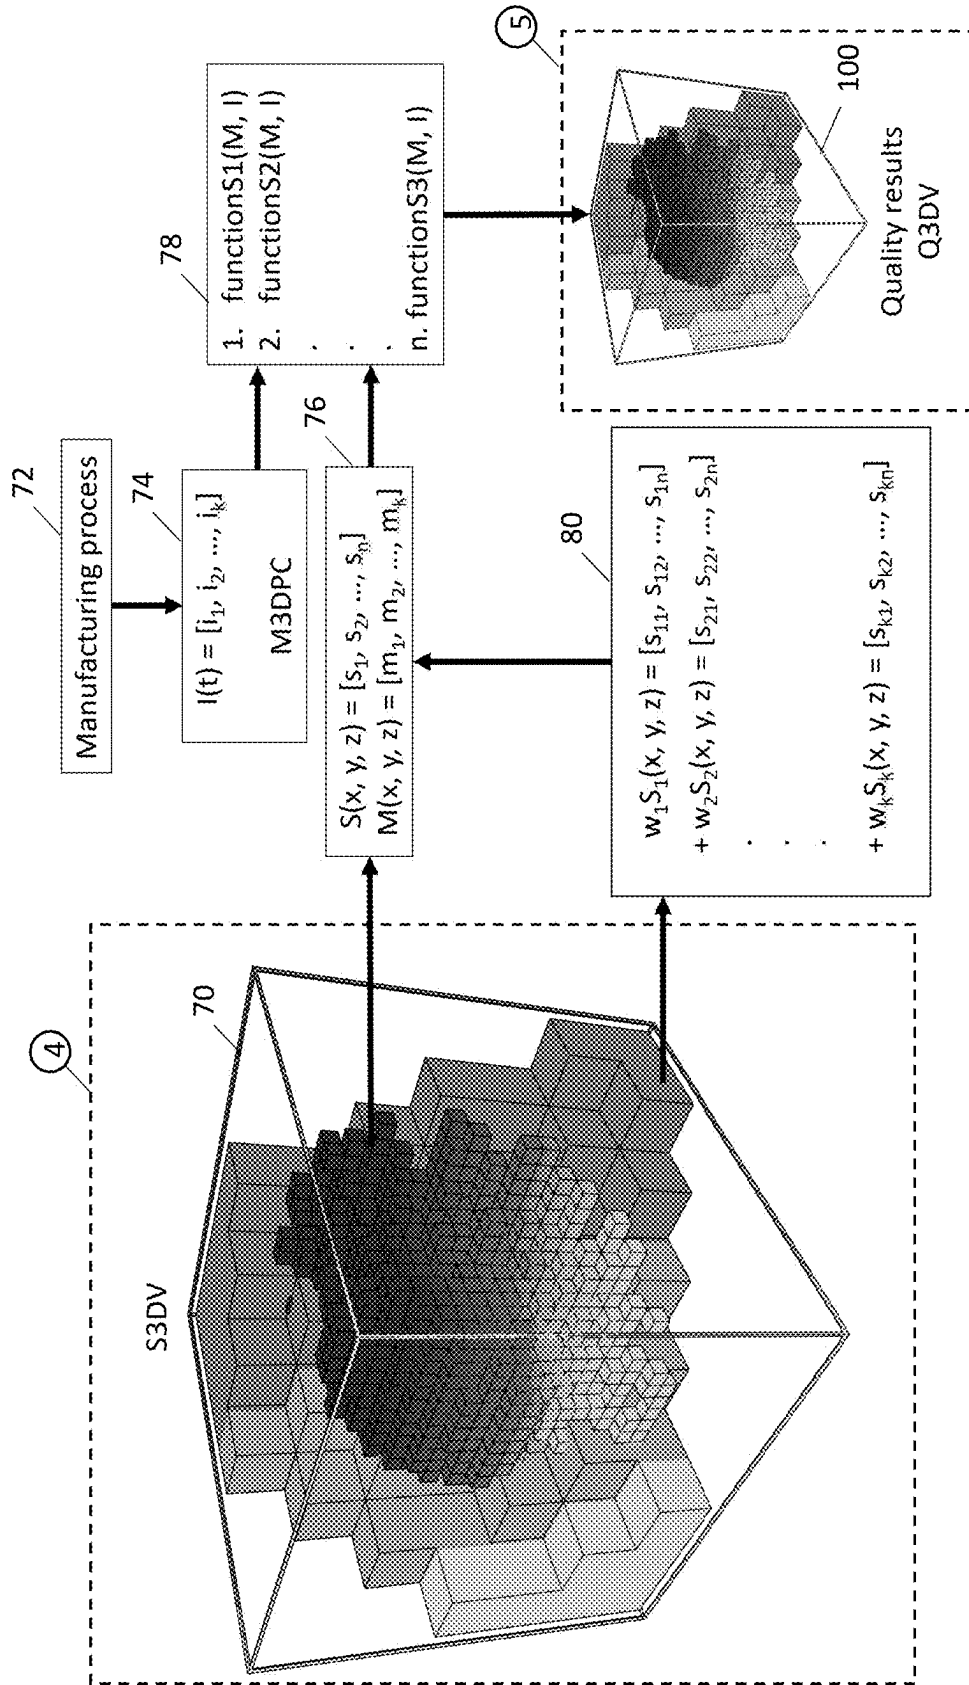 4
S3DV
70
72
Manufacturing process
74
I(t) = [i₁, i₂, ..., iₖ]
M3DPC
76
S(x, y, z) = [s₁, s₂, ..., sₙ]
M(x, y, z) = [m₁, m₂, ..., mₖ]
80
w₁S₁(x, y, z) = [s₁₁, s₁₂, ..., s₁ₙ]
+ w₂S₂(x, y, z) = [s₂₁, s₂₂, ..., s₂ₙ]
.
.
.
+ wₖSₖ(x, y, z) = [sₖ₁, sₖ₂, ..., sₖₙ]
78
1. functionS1(M, I)
2. functionS2(M, I)
.
.
.
n. functionS3(M, I)
5
100
Quality results
Q3DV